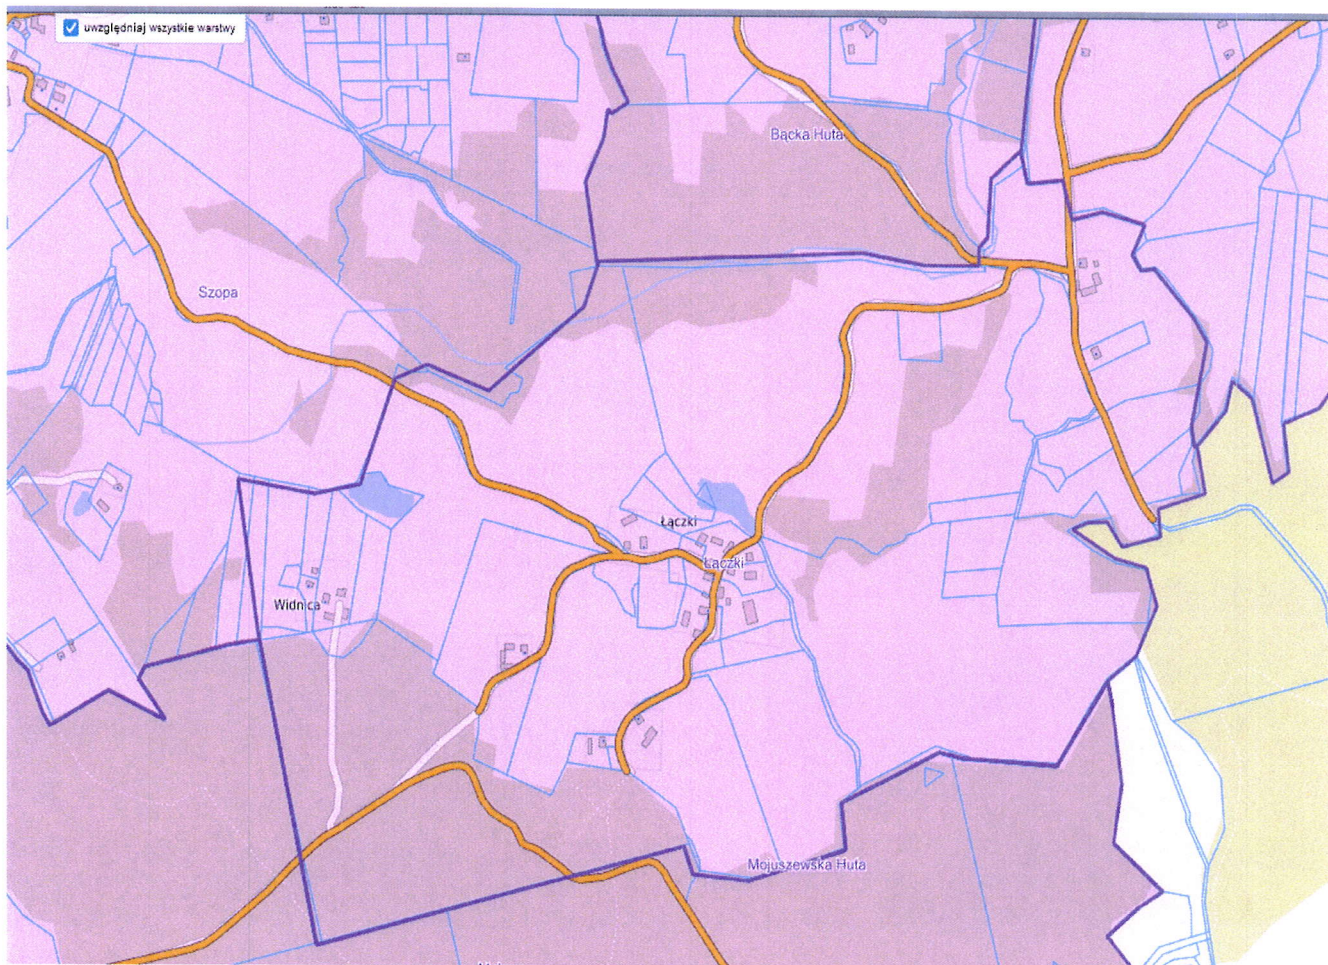 uwzględniaj wszystkie warstwy
Bącka Huta
Szopa
Łączki
Łączki
Widnica
Mojuszewska Huta